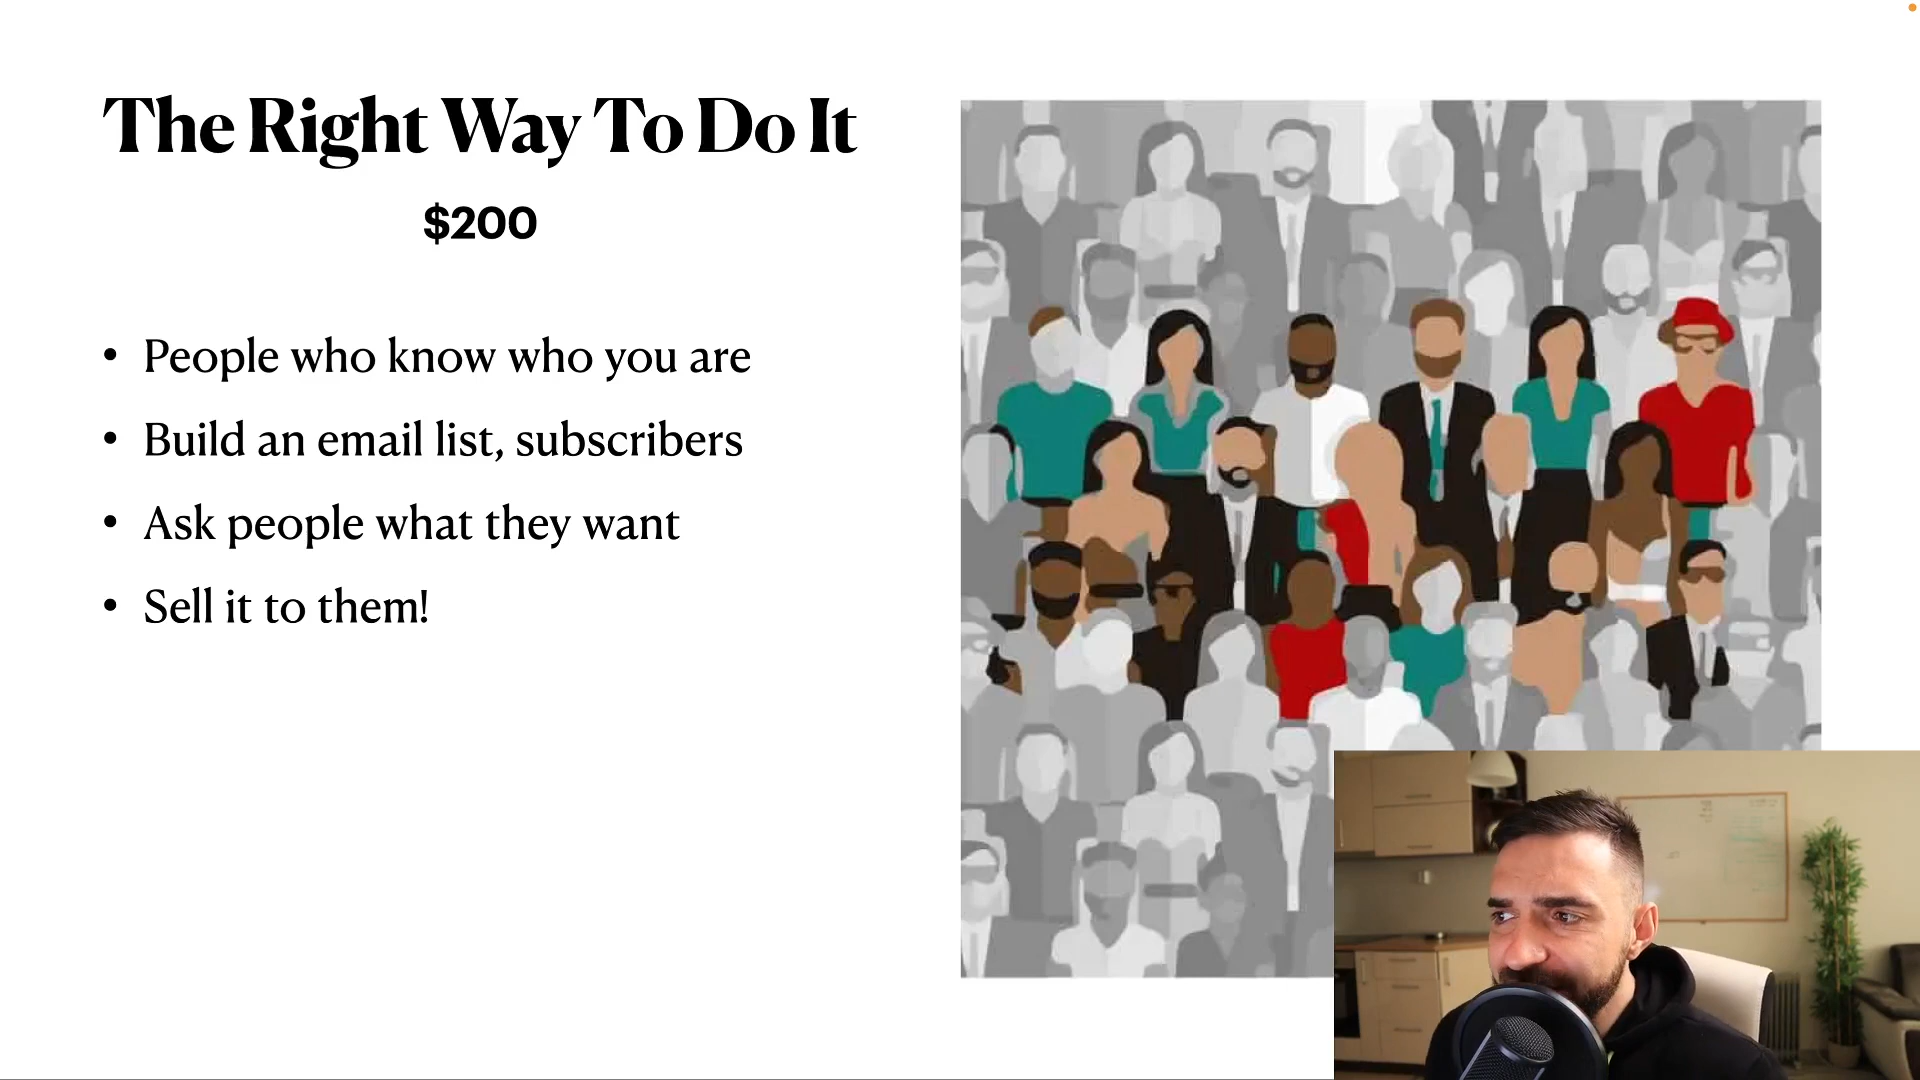 The Right Way To Do It
$200
• People who know who you are
• Build an email list, subscribers
• Ask people what they want
• Sell it to them!